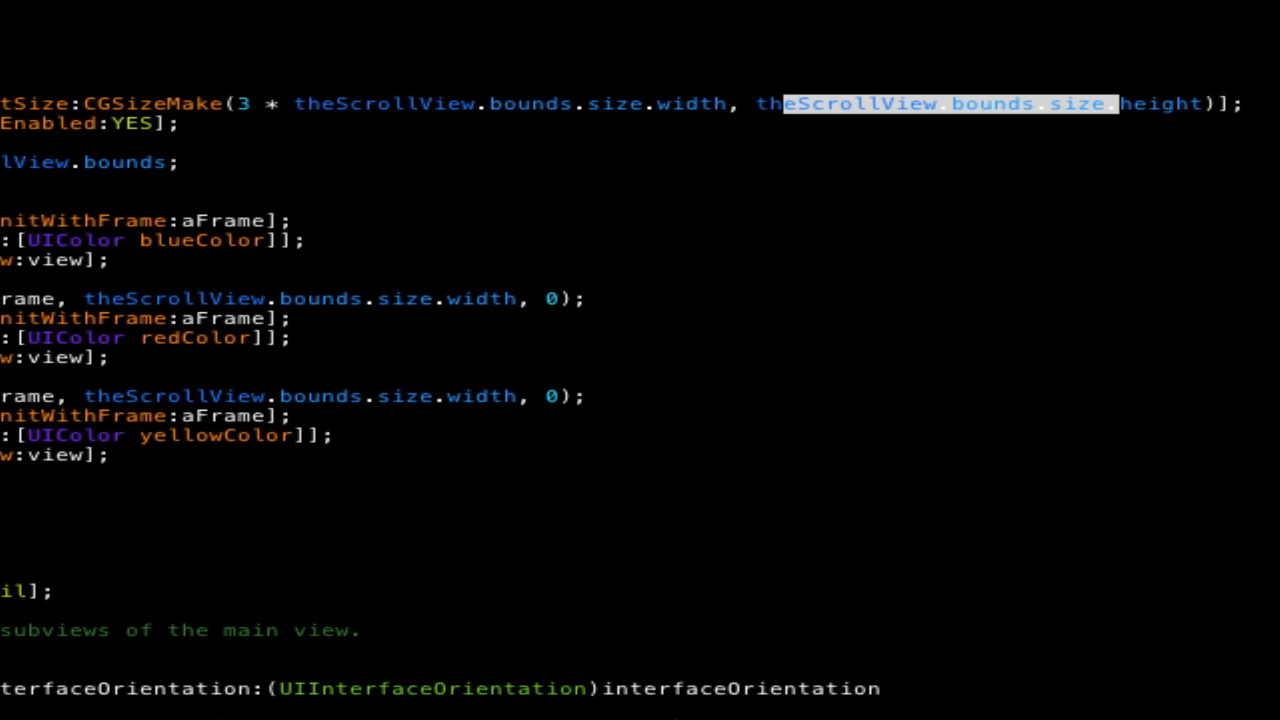 tSize:CGSizeMake(3 * theScrollView.bounds.size.width, theScrollView.bounds.size.height)];
Enabled:YES];
lView.bounds;
nitWithFrame:aFrame];
:[UIColor blueColor]];
w:view];
rame, theScrollView.bounds.size.width, 0);
nitWithFrame:aFrame];
:[UIColor redColor]];
w:view];
rame, theScrollView.bounds.size.width, 0);
nitWithFrame:aFrame];
:[UIColor yellowColor]];
w:view];
il];
subviews of the main view.
terfaceOrientation:(UIInterfaceOrientation)interfaceOrientation